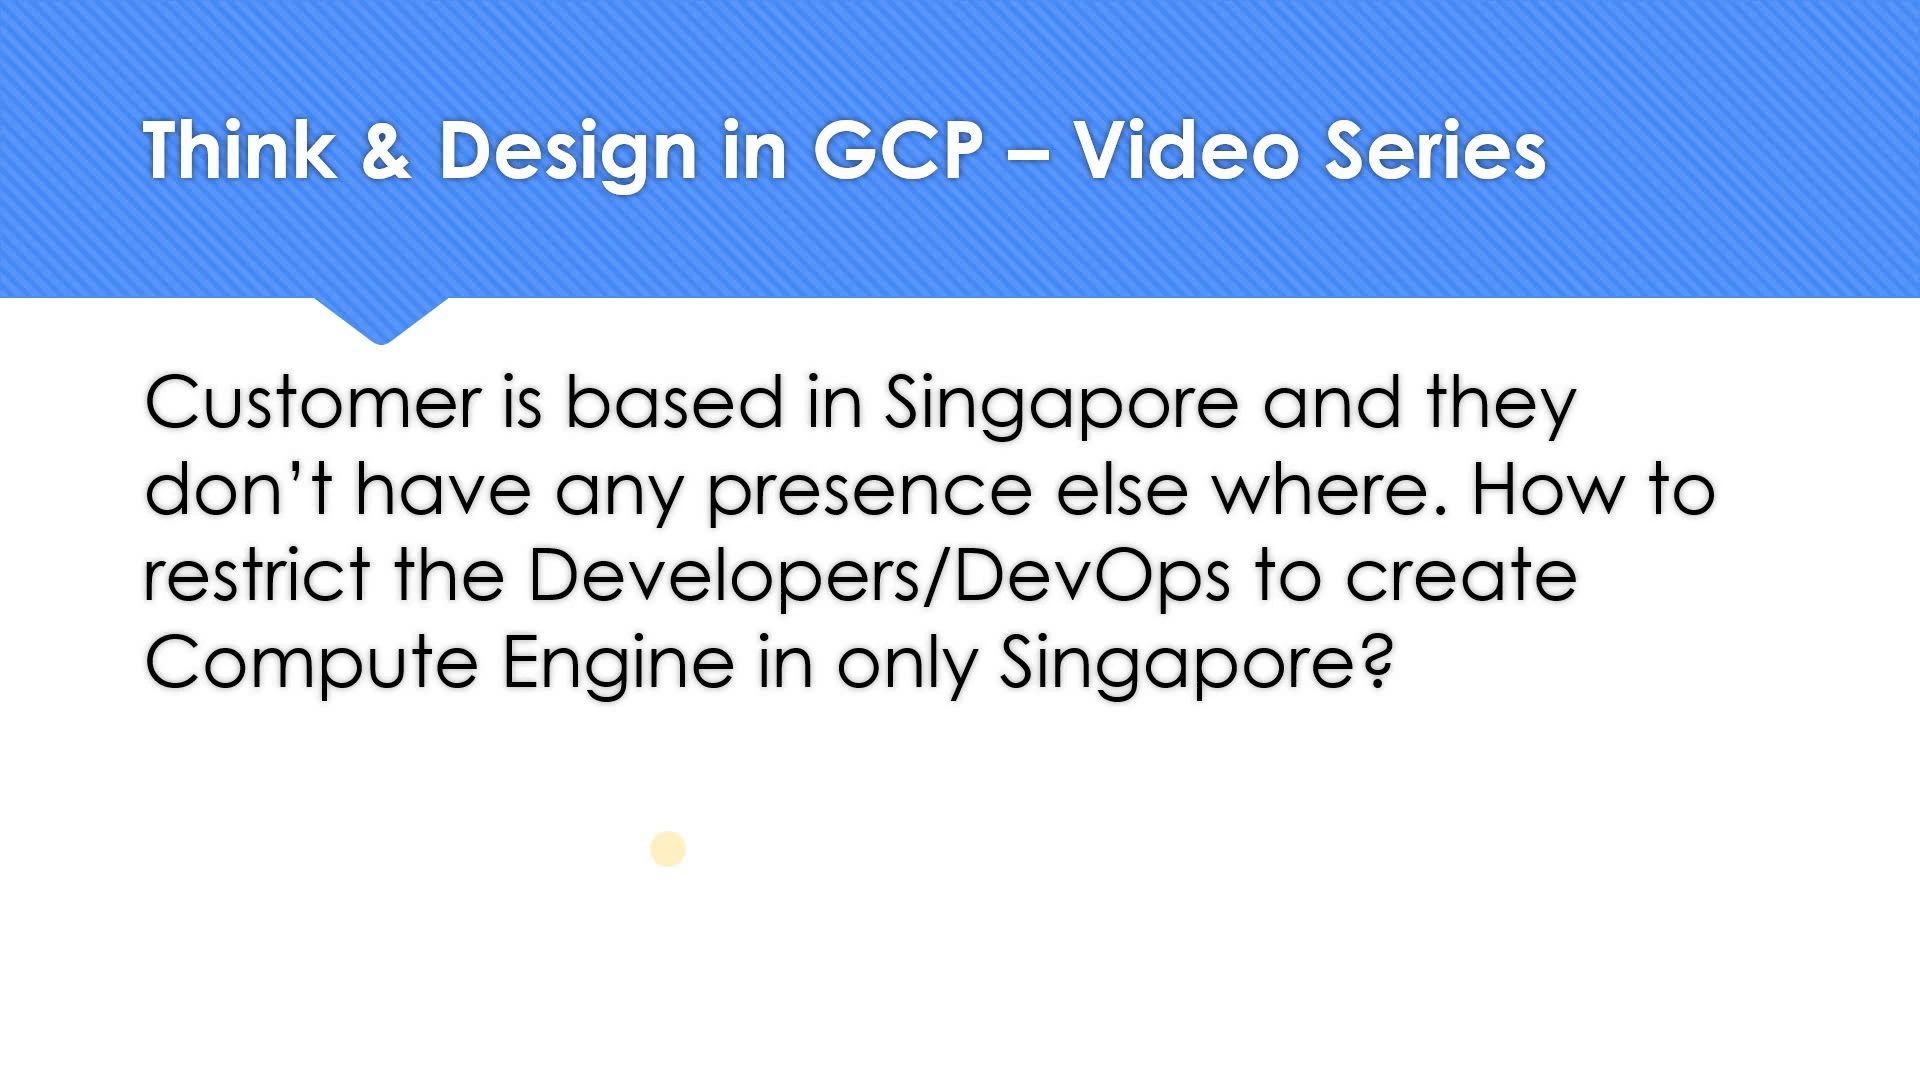 Think & Design in GCP – Video Series
Customer is based in Singapore and they
don’t have any presence else where. How to
restrict the Developers/DevOps to create
Compute Engine in only Singapore?